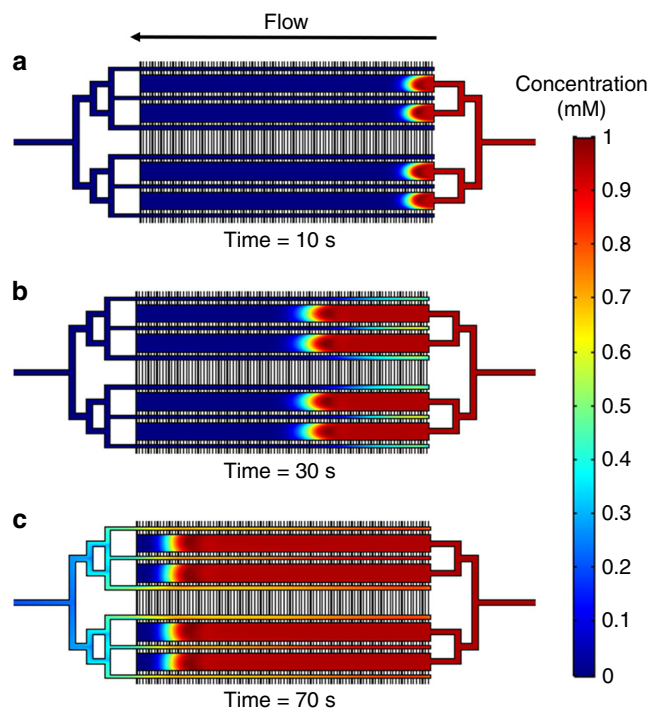 Flow
a
Time = 10 s
b
Time = 30 s
c
Time = 70 s
Concentration
(mM)
1
0.9
0.8
0.7
0.6
0.5
0.4
0.3
0.2
0.1
0